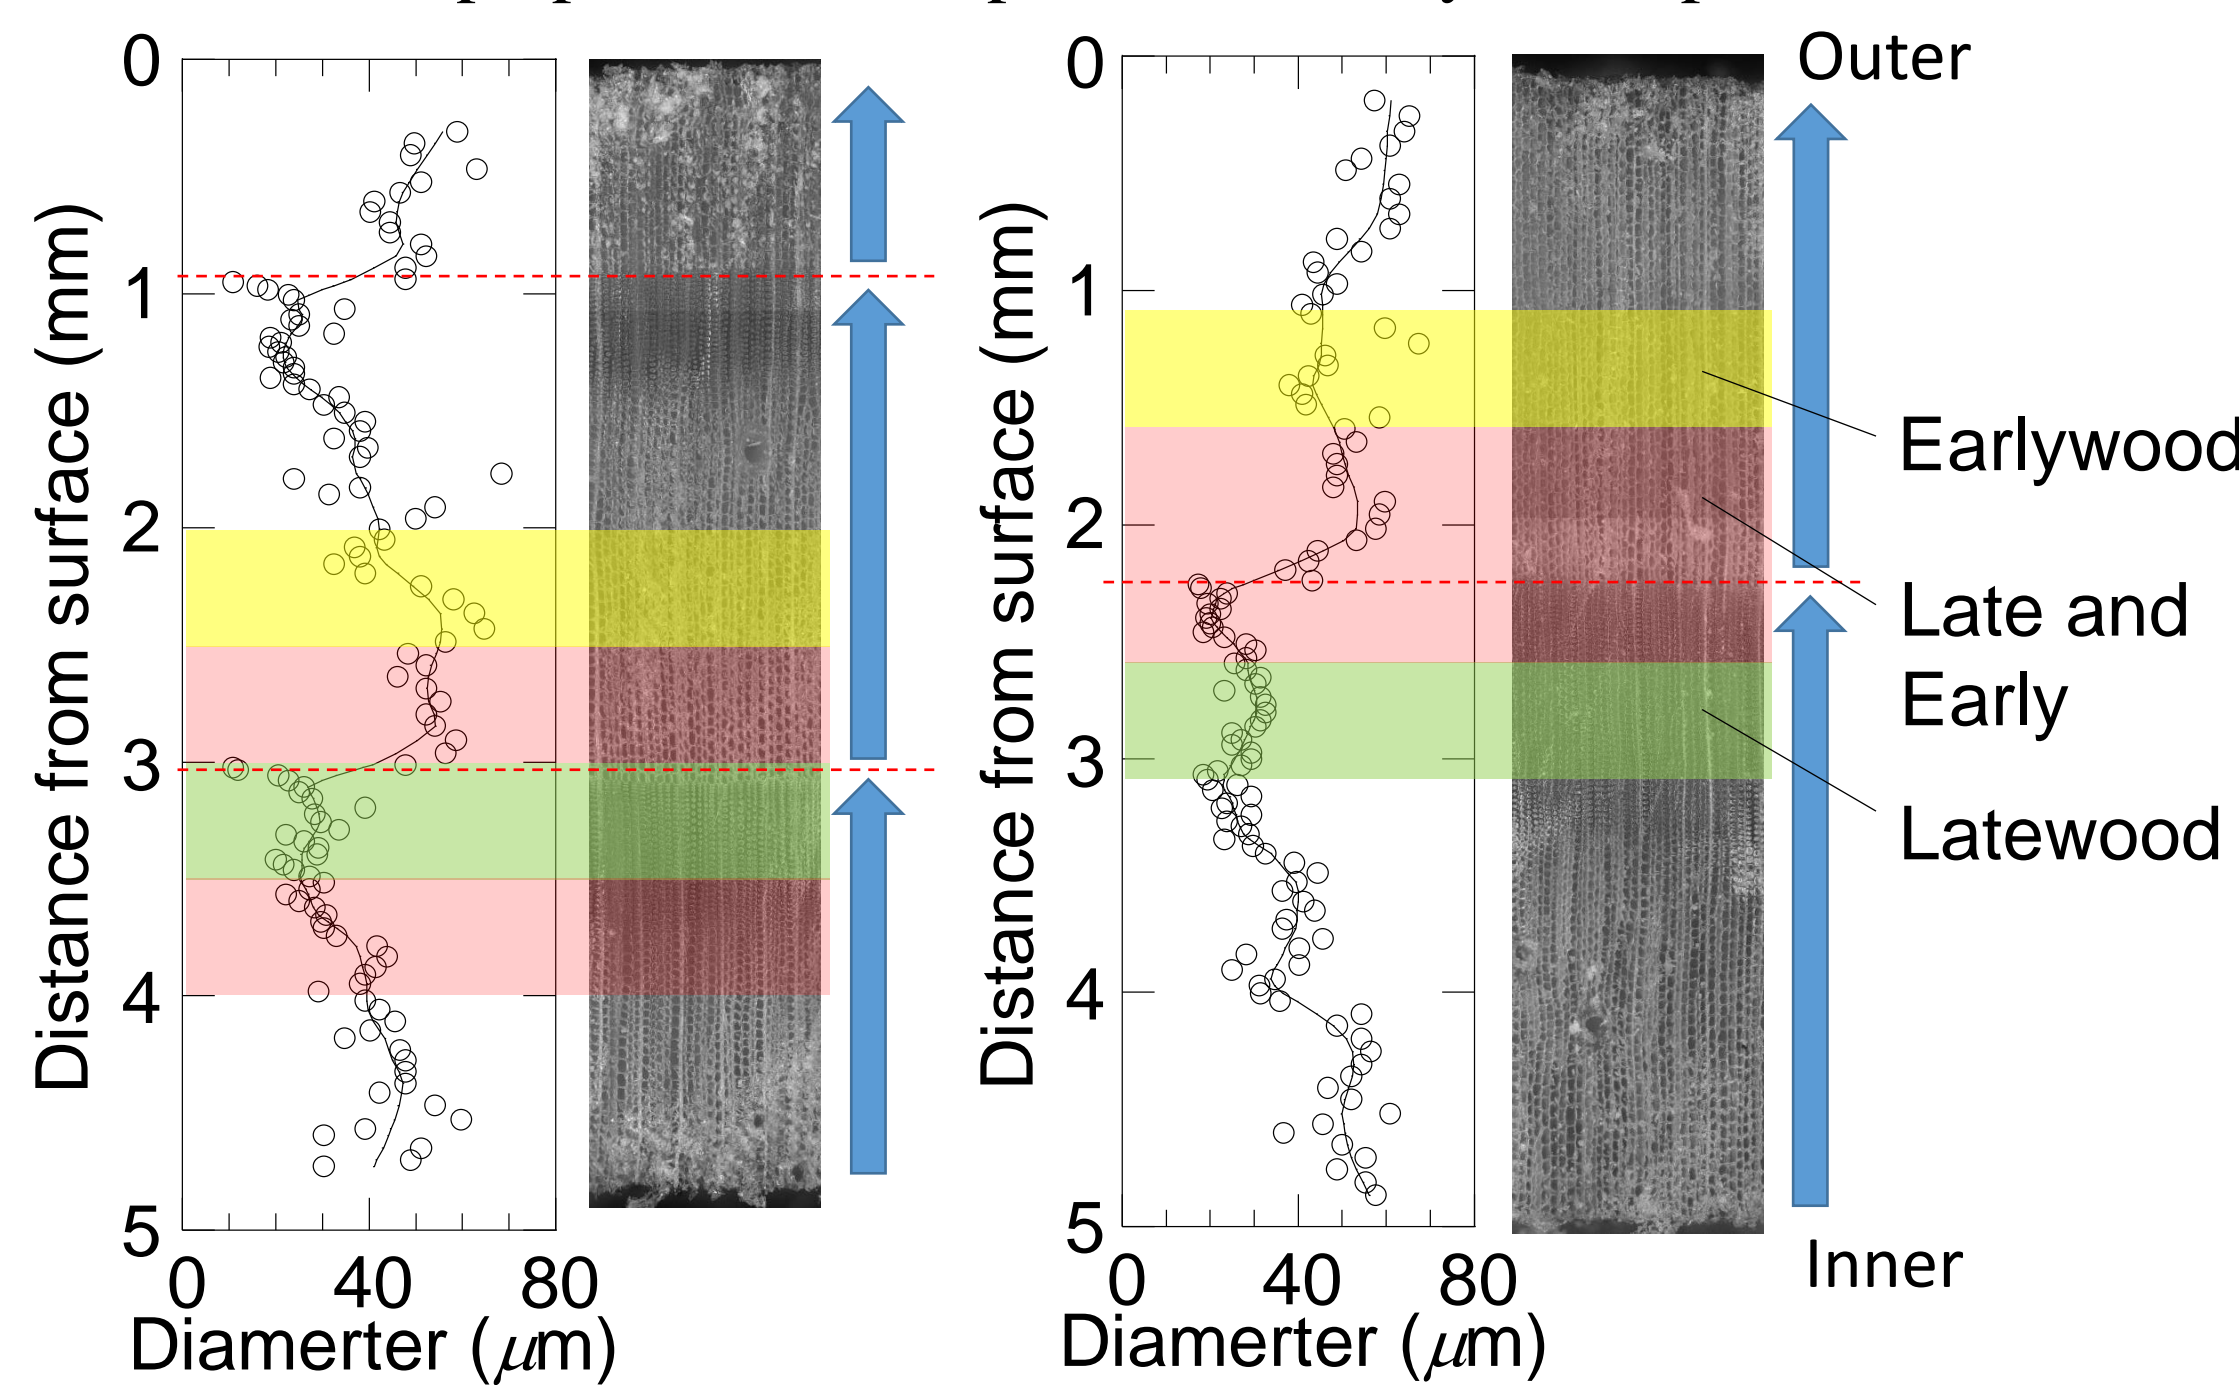 0
1
2
3
4
5
0 40 80
Distance from surface (mm)
Diamerter (μm)
0
1
2
3
4
5
0 40 80
Distance from surface (mm)
Diamerter (μm)
Outer
Earlywood
Late and
Early
Latewood
Inner